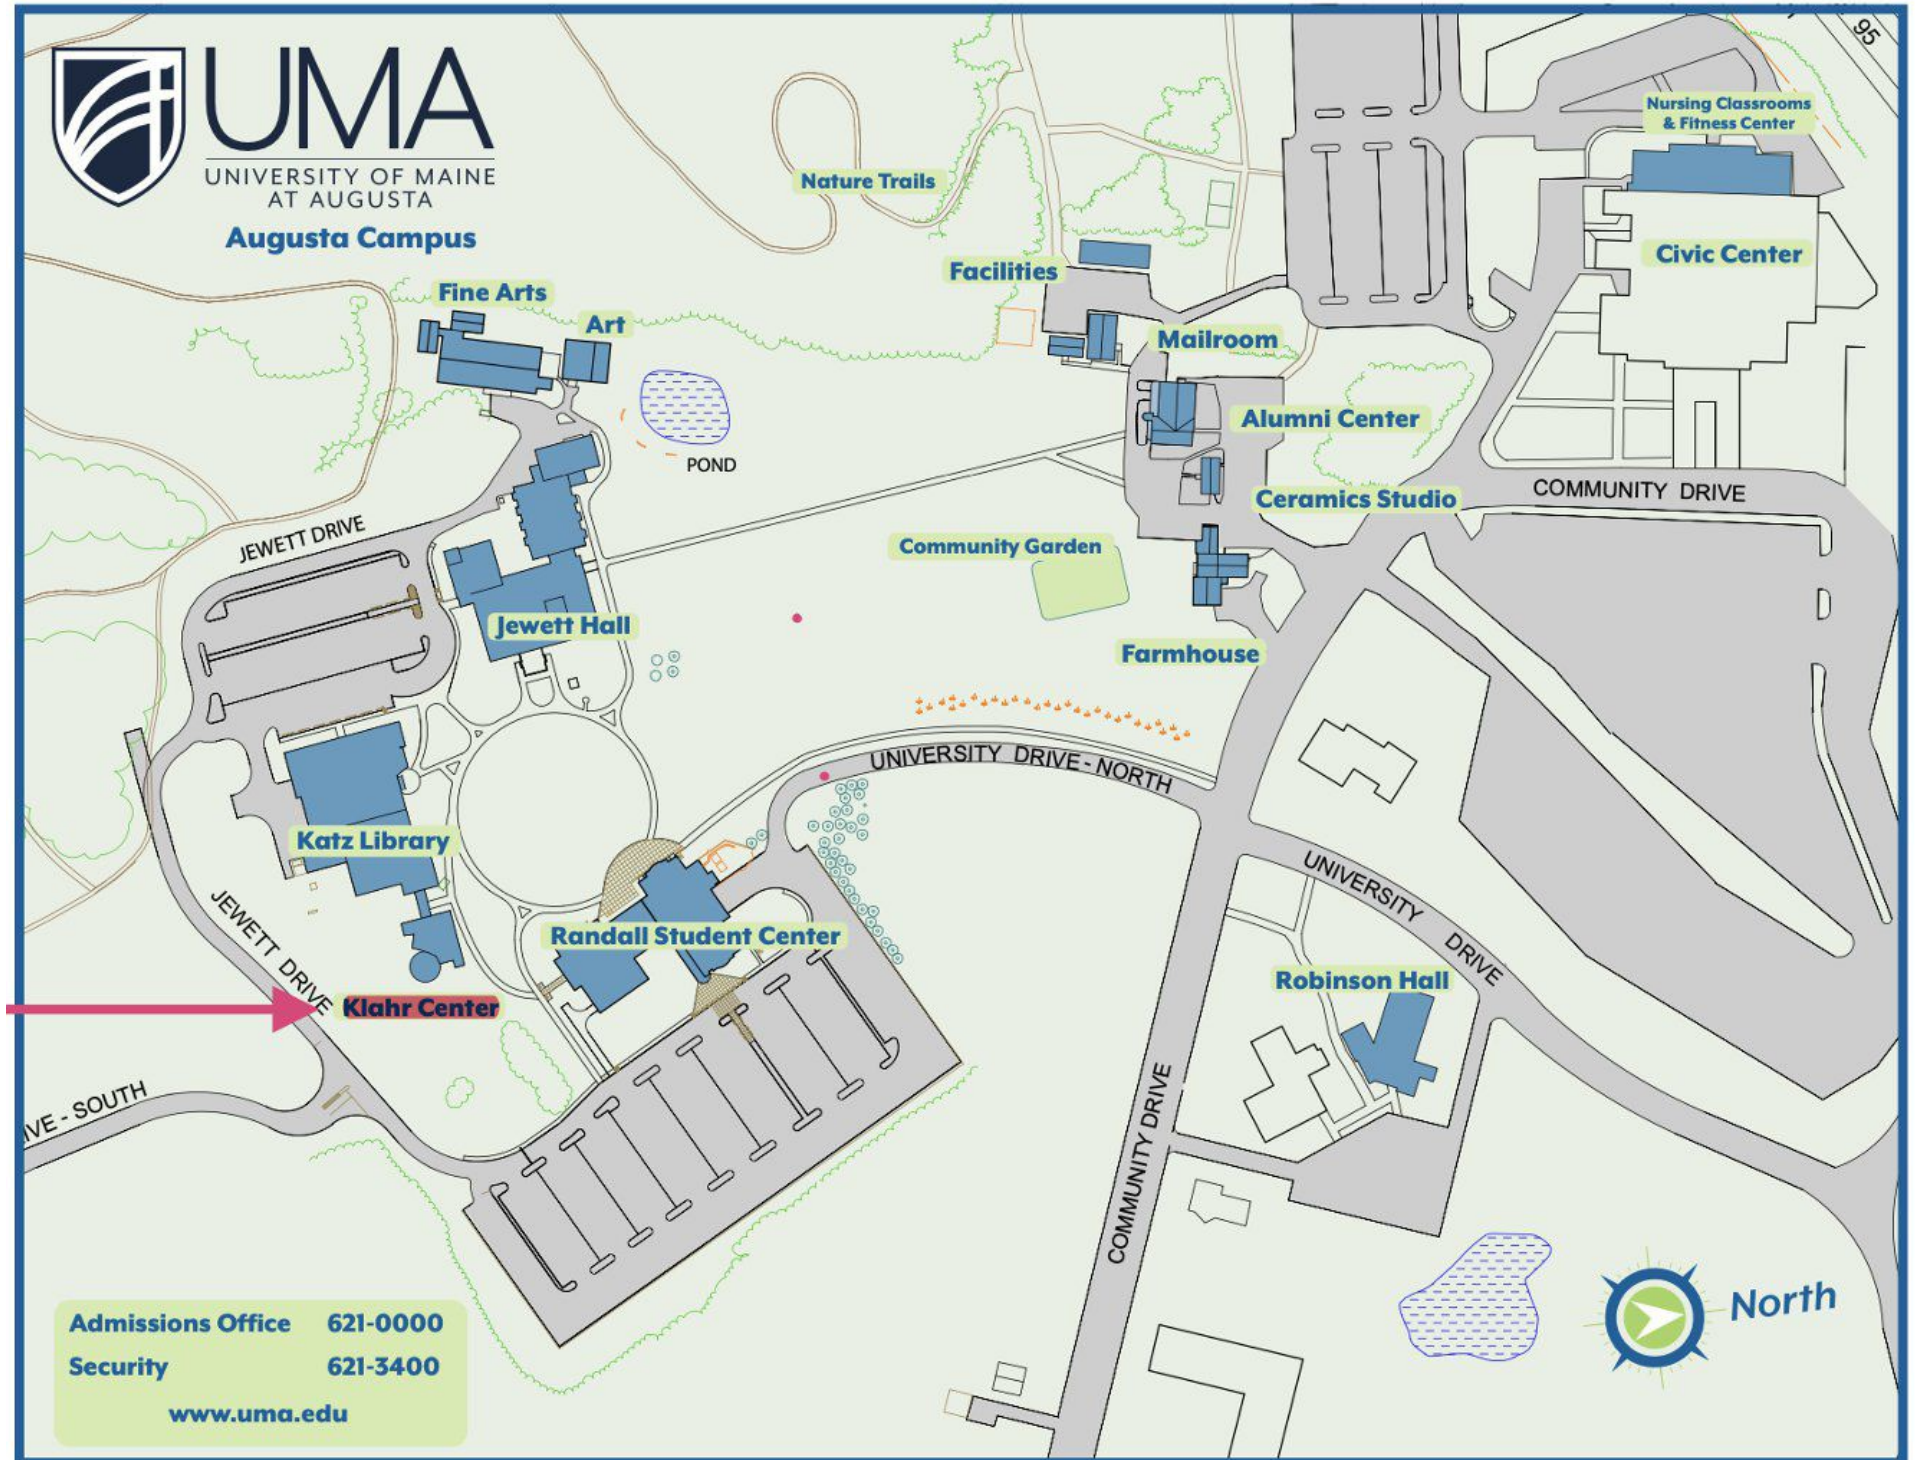 UMA
UNIVERSITY OF MAINE
AT AUGUSTA
Augusta Campus
95
Nursing Classrooms
& Fitness Center
Nature Trails
Civic Center
Facilities
Fine Arts
Art
Mailroom
Alumni Center
POND
COMMUNITY DRIVE
Ceramics Studio
JEWETT DRIVE
Community Garden
Jewett Hall
Farmhouse
UNIVERSITY DRIVE - NORTH
Katz Library
UNIVERSITY DRIVE
JEWETT DRIVE
Randall Student Center
Robinson Hall
Klahr Center
IVE - SOUTH
COMMUNITY DRIVE
North
Admissions Office 621-0000
Security 621-3400
www.uma.edu